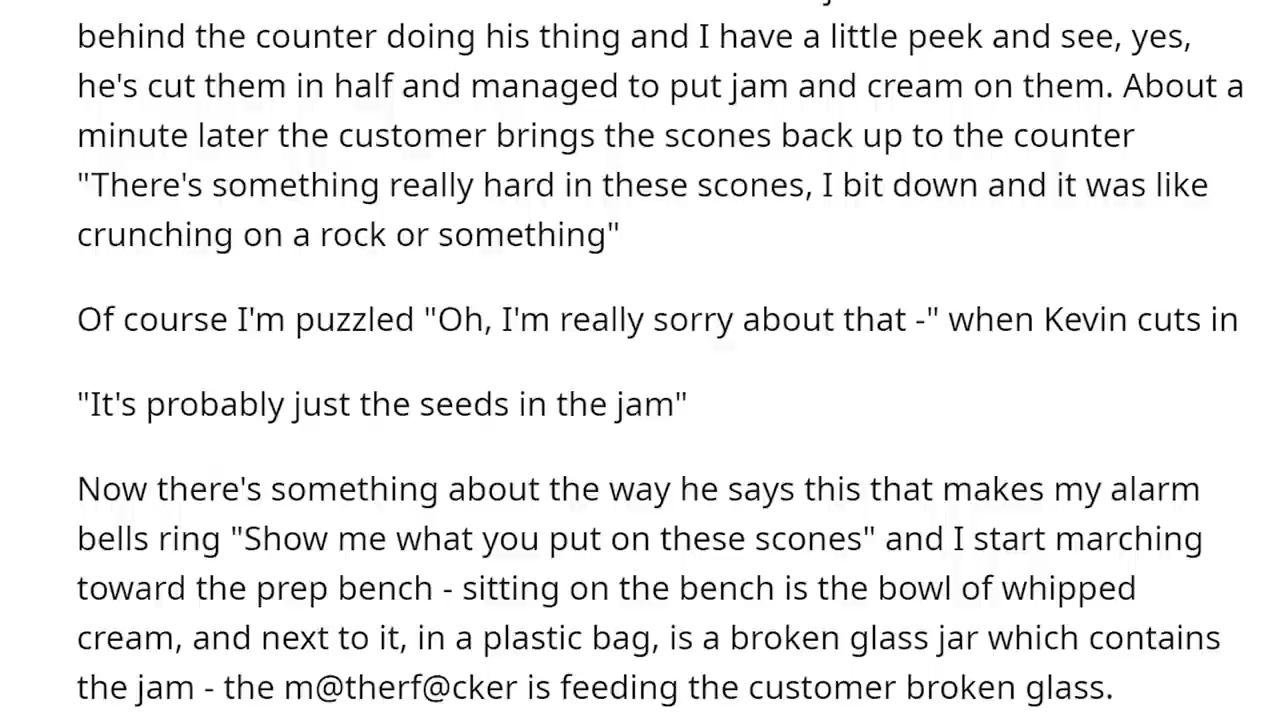 behind the counter doing his thing and I have a little peek and see, yes,
he's cut them in half and managed to put jam and cream on them. About a
minute later the customer brings the scones back up to the counter
"There's something really hard in these scones, I bit down and it was like
crunching on a rock or something"
Of course I'm puzzled "Oh, I'm really sorry about that -" when Kevin cuts in
"It's probably just the seeds in the jam"
Now there's something about the way he says this that makes my alarm
bells ring "Show me what you put on these scones" and I start marching
toward the prep bench - sitting on the bench is the bowl of whipped
cream, and next to it, in a plastic bag, is a broken glass jar which contains
the jam - the m@therf@cker is feeding the customer broken glass.